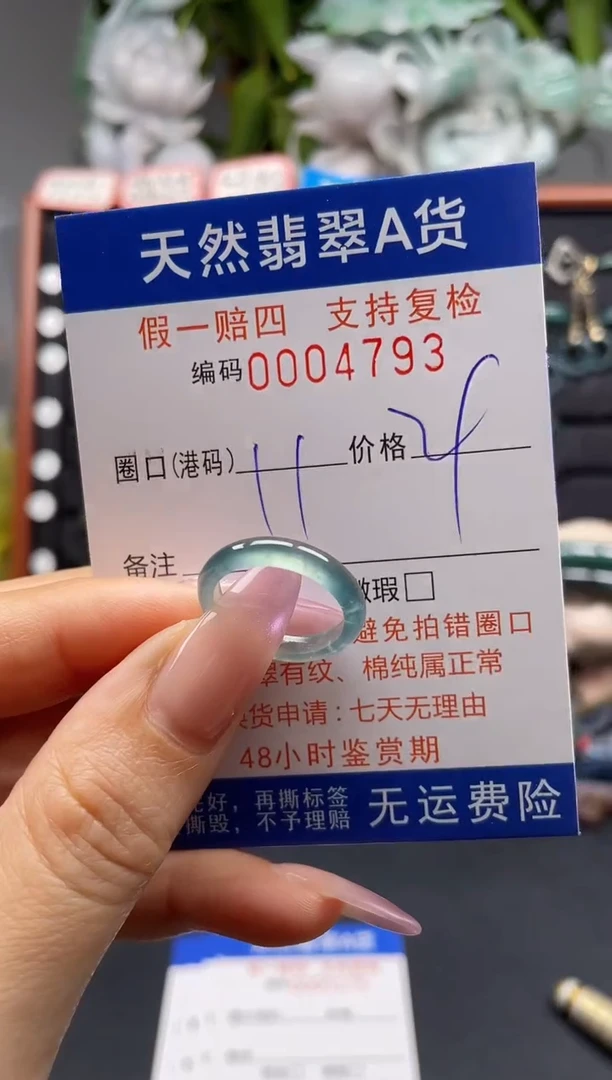 天然翡翠A货
假一赔四 支持复检
编码0004793
圈口(港码) 11 价格
备注
瑕□
避免拍错圈口
有纹、棉纯属正常
货申请：七天无理由
48小时鉴赏期
好，再撕标签
撕毁，不予理赔
无运费险